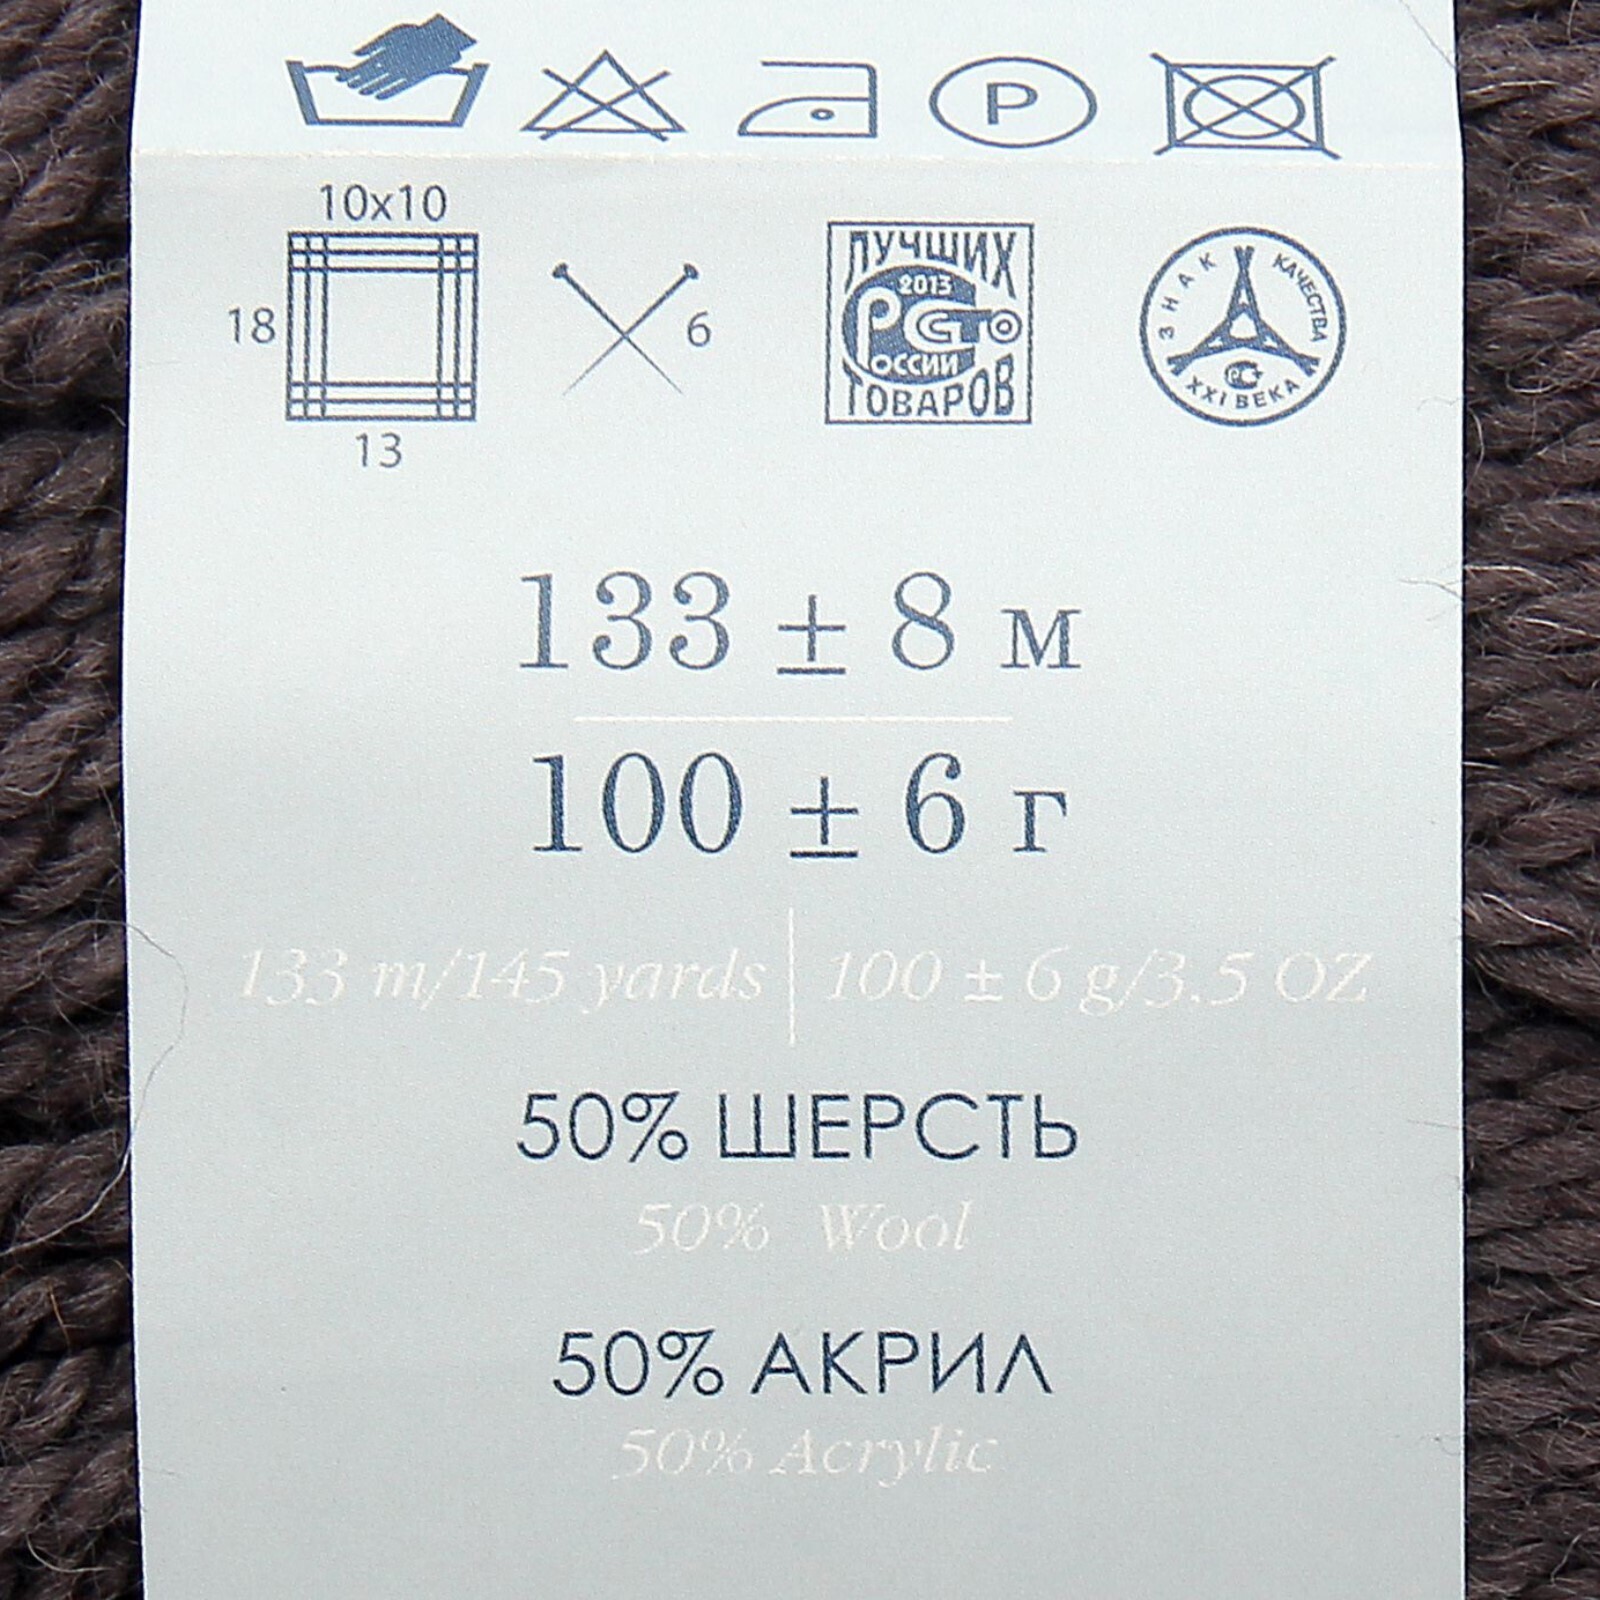 P
10x10
18
6
13
ЛУЧШИХ
2013
СТО
РОССИИ
ТОВАРОВ
ЗНАК КАЧЕСТВА
XXI ВЕКА
133 ± 8 м
100 ± 6 г
133 m/145 yards | 100 ± 6 g/3.5 OZ
50% ШЕРСТЬ
50% Wool
50% АКРИЛ
50% Acrylic